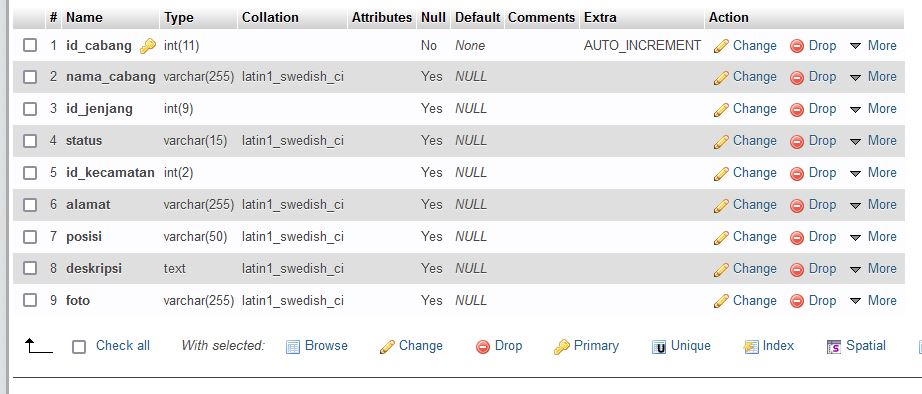 # Name Type Collation Attributes Null Default Comments Extra Action
1 id_cabang int(11) No None AUTO_INCREMENT Change Drop More
2 nama_cabang varchar(255) latin1_swedish_ci Yes NULL Change Drop More
3 id_jenjang int(9) Yes NULL Change Drop More
4 status varchar(15) latin1_swedish_ci Yes NULL Change Drop More
5 id_kecamatan int(2) Yes NULL Change Drop More
6 alamat varchar(255) latin1_swedish_ci Yes NULL Change Drop More
7 posisi varchar(50) latin1_swedish_ci Yes NULL Change Drop More
8 deskripsi text latin1_swedish_ci Yes NULL Change Drop More
9 foto varchar(255) latin1_swedish_ci Yes NULL Change Drop More
Check all With selected: Browse Change Drop Primary Unique Index Spatial